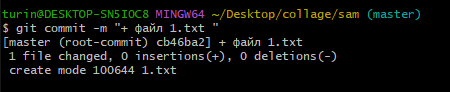 turin@DESKTOP-SN5IOC8 MINGW64 ~/Desktop/collage/sam (master)
$ git commit -m "+ файл 1.txt "
[master (root-commit) cb46ba2] + файл 1.txt
 1 file changed, 0 insertions(+), 0 deletions(-)
 create mode 100644 1.txt